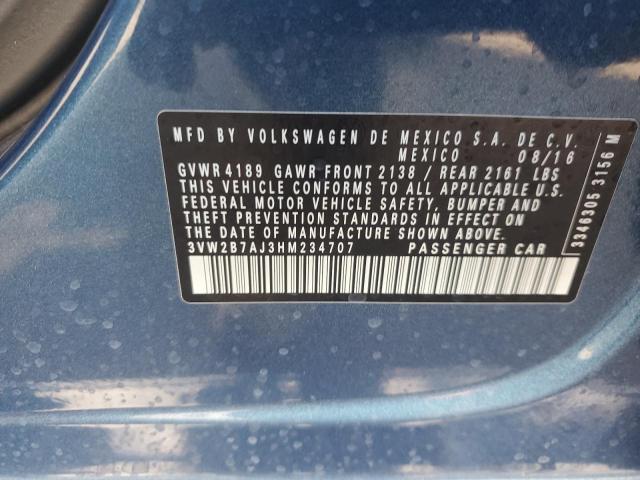 MFD BY VOLKSWAGEN DE MEXICO S.A. DE C.V.
MEXICO 08/16
GVWR 4189 GAWR FRONT 2138 / REAR 2161 LBS
THIS VEHICLE CONFORMS TO ALL APPLICABLE U.S.
FEDERAL MOTOR VEHICLE SAFETY, BUMPER AND
THEFT PREVENTION STANDARDS IN EFFECT ON
THE DATE OF MANUFACTURE SHOWN ABOVE.
3VW2B7AJ3HM234707 PASSENGER CAR
3346305 3156 M